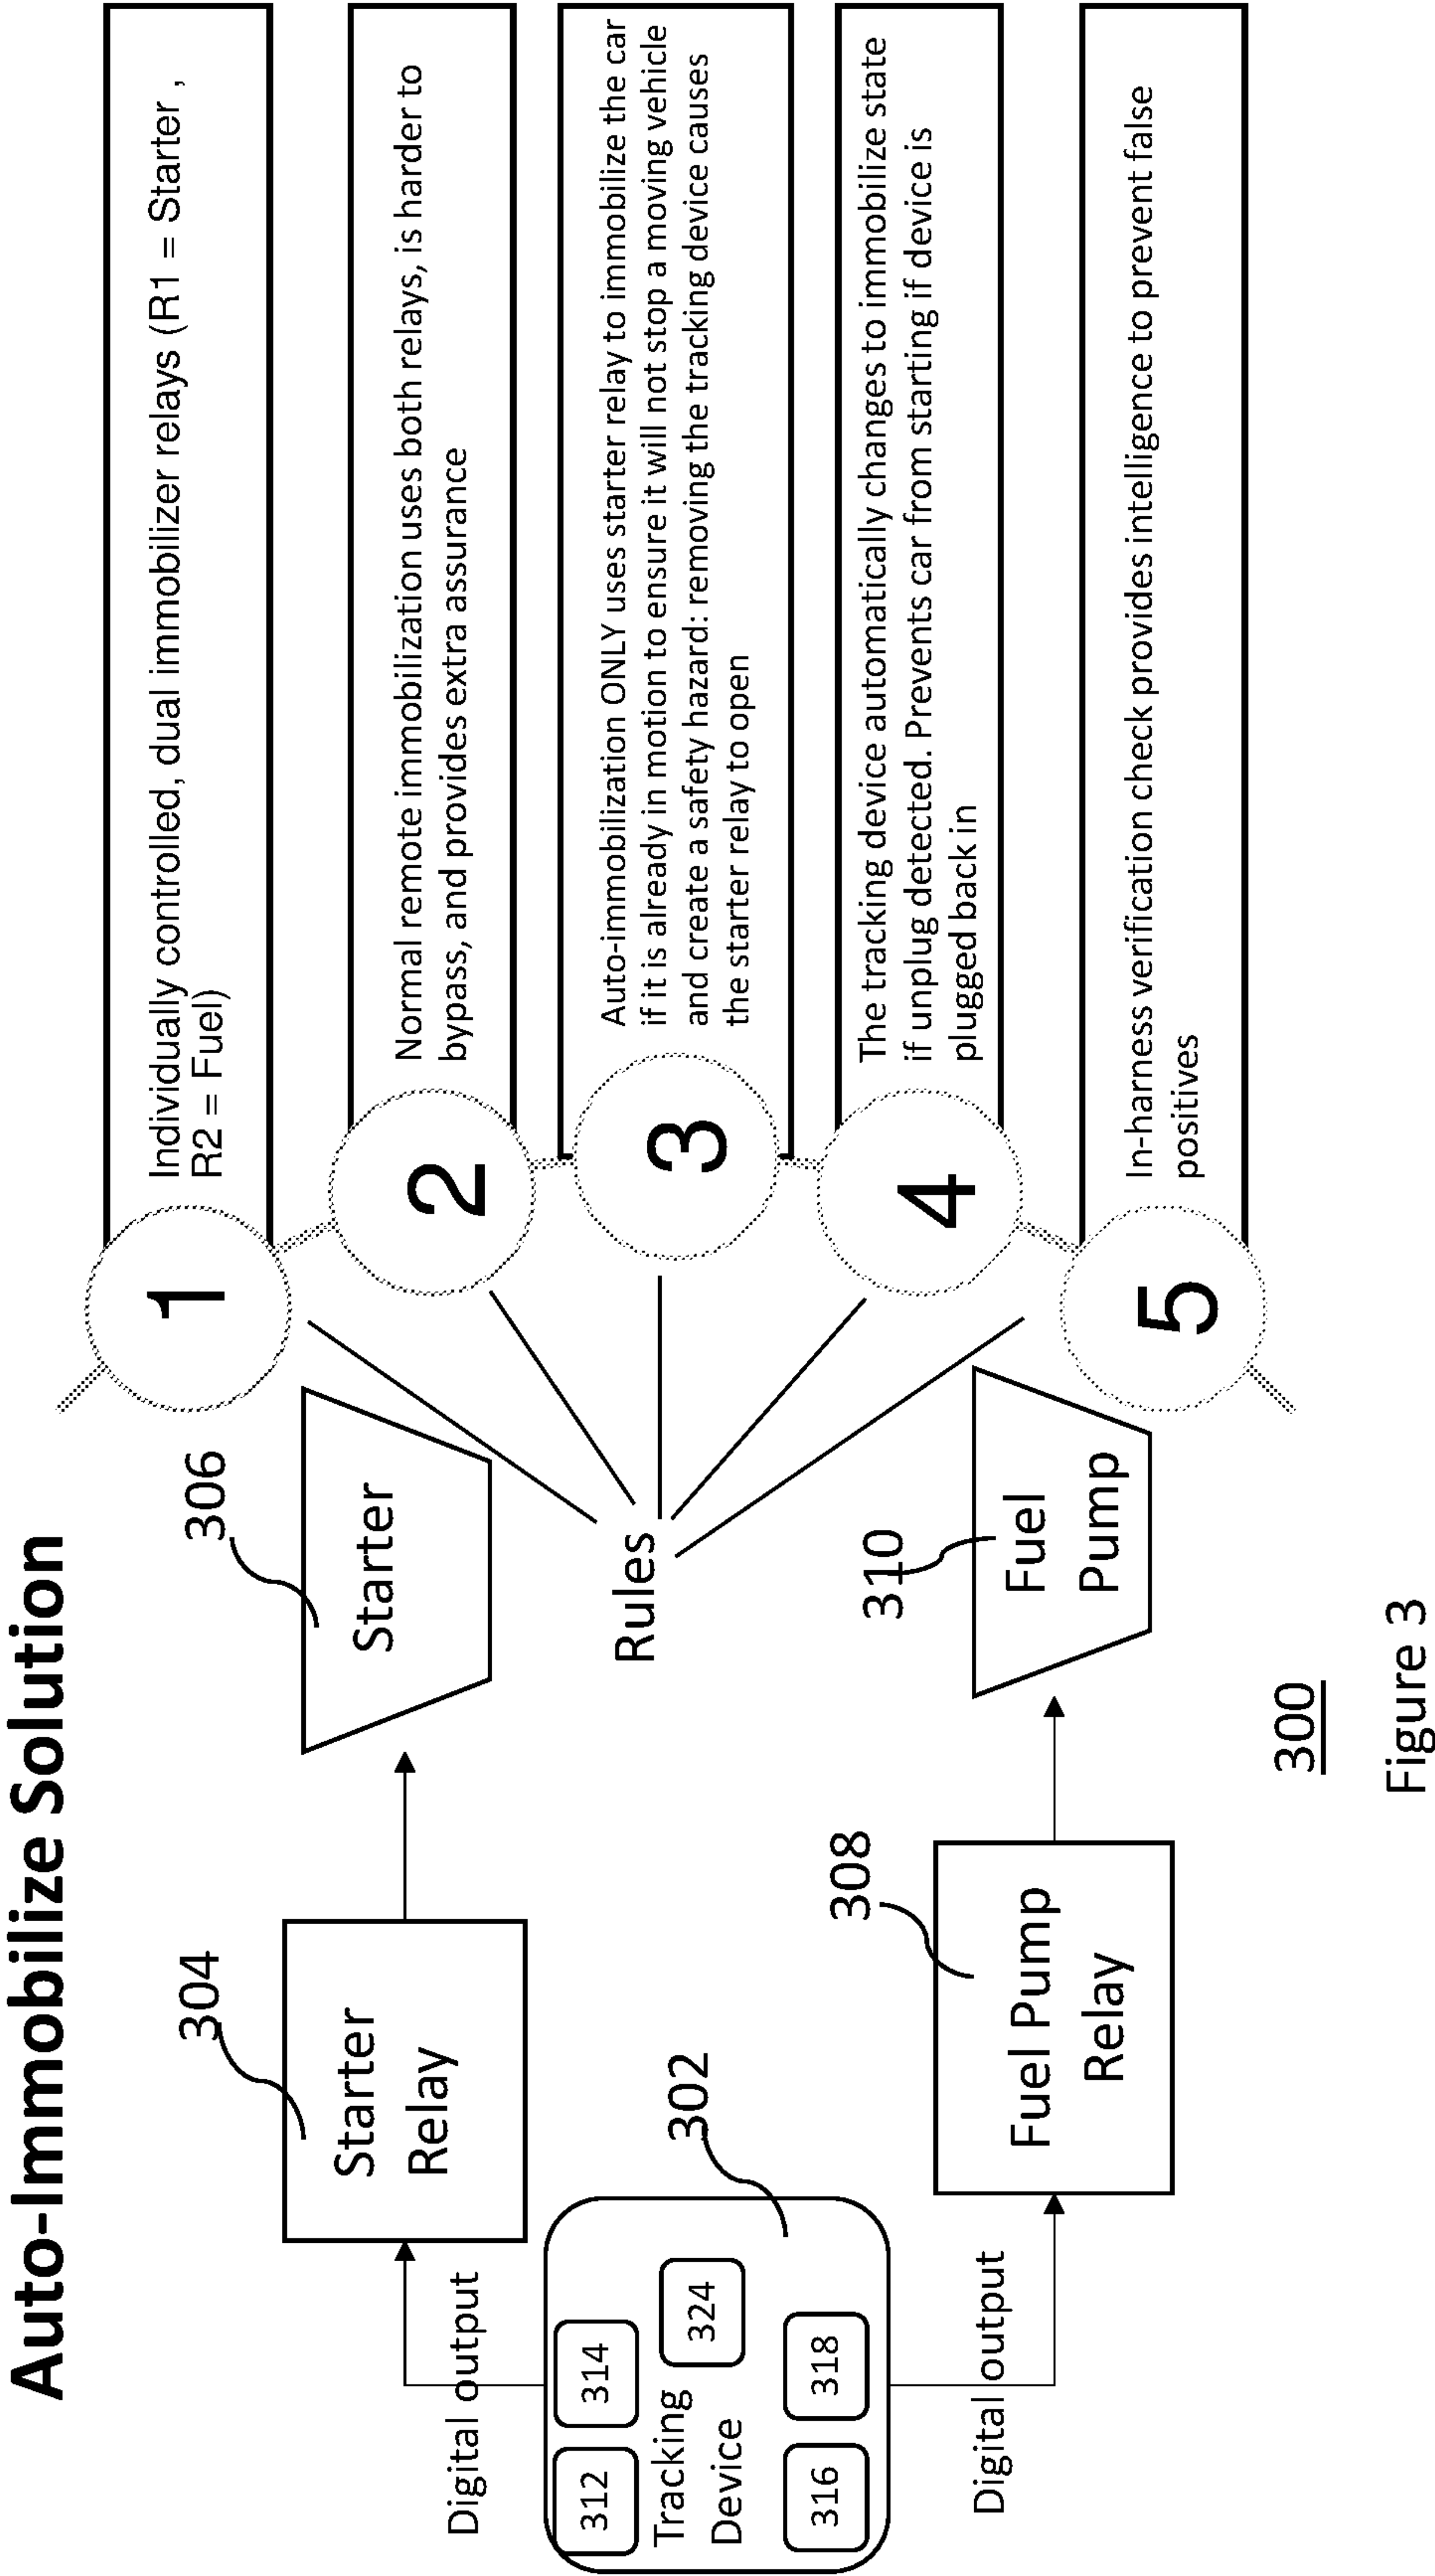 Auto-Immobilize Solution
304
306
Starter
Relay
Starter
Digital output
312
314
Tracking
Device
324
302
316
318
Digital output
308
Fuel Pump
Relay
310
Fuel
Pump
Rules
1
Individually controlled, dual immobilizer relays (R1 = Starter ,
R2 = Fuel)
2
Normal remote immobilization uses both relays, is harder to
bypass, and provides extra assurance
3
Auto-immobilization ONLY uses starter relay to immobilize the car
if it is already in motion to ensure it will not stop a moving vehicle
and create a safety hazard: removing the tracking device causes
the starter relay to open
4
The tracking device automatically changes to immobilize state
if unplug detected. Prevents car from starting if device is
plugged back in
5
In-harness verification check provides intelligence to prevent false
positives
300
Figure 3